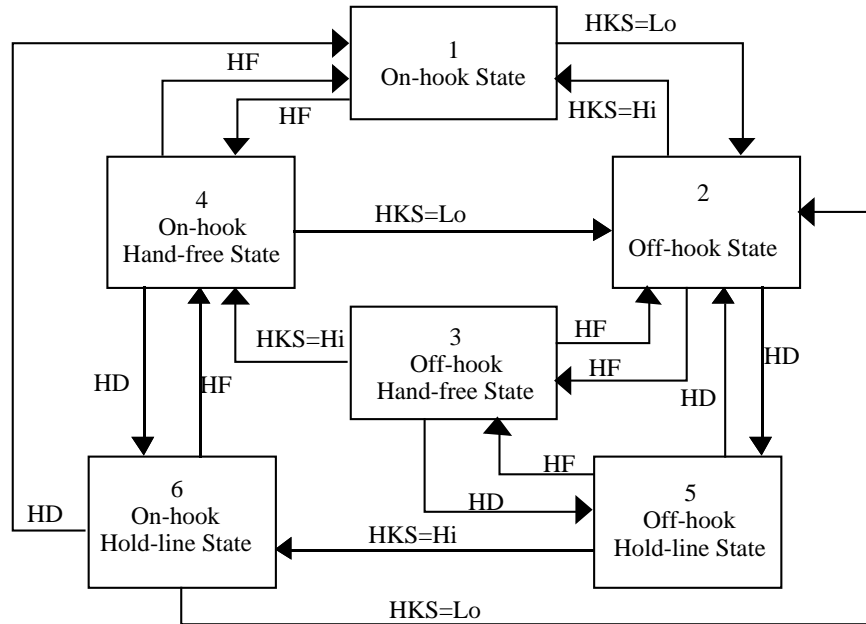 1
On-hook State
HKS=Lo
HF
HF
HKS=Hi
4
On-hook
Hand-free State
HKS=Lo
2
Off-hook State
HKS=Hi
3
Off-hook
Hand-free State
HF
HF
HD
HD
HF
HD
HF
HD
6
On-hook
Hold-line State
HD
HKS=Hi
5
Off-hook
Hold-line State
HKS=Lo